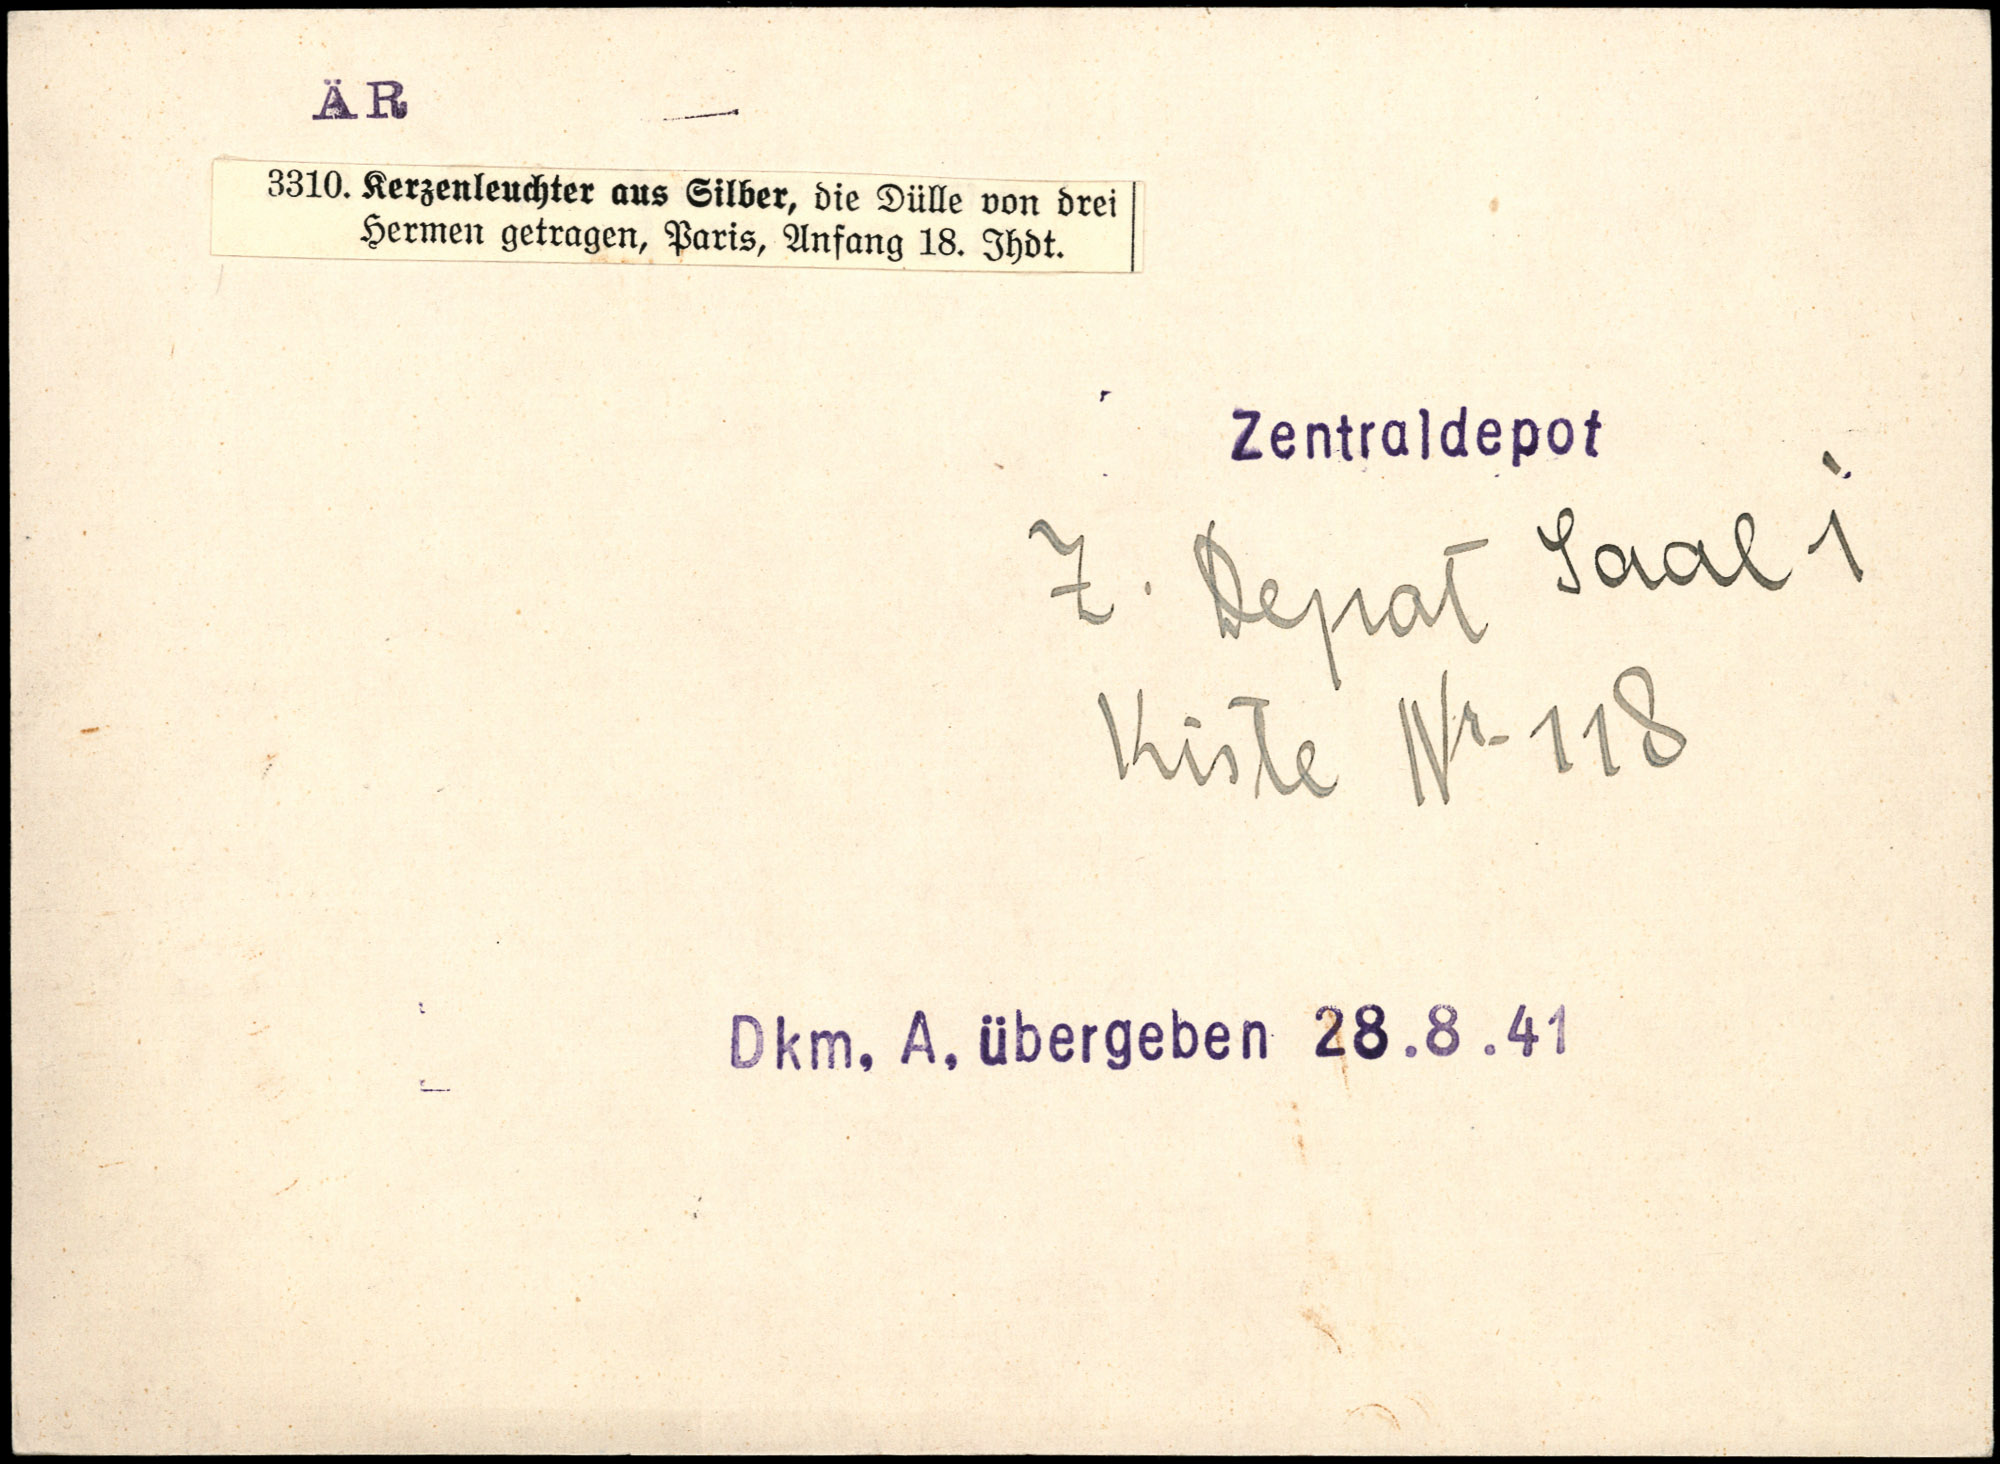 ÄR
3310. Kerzenleuchter aus Silber, die Dülle von drei
Hermen getragen, Paris, Anfang 18. Jhdt.
Zentraldepot
Z. Depot Saal 1
Kiste Nr. 118
Dkm. A. übergeben 28.8.41